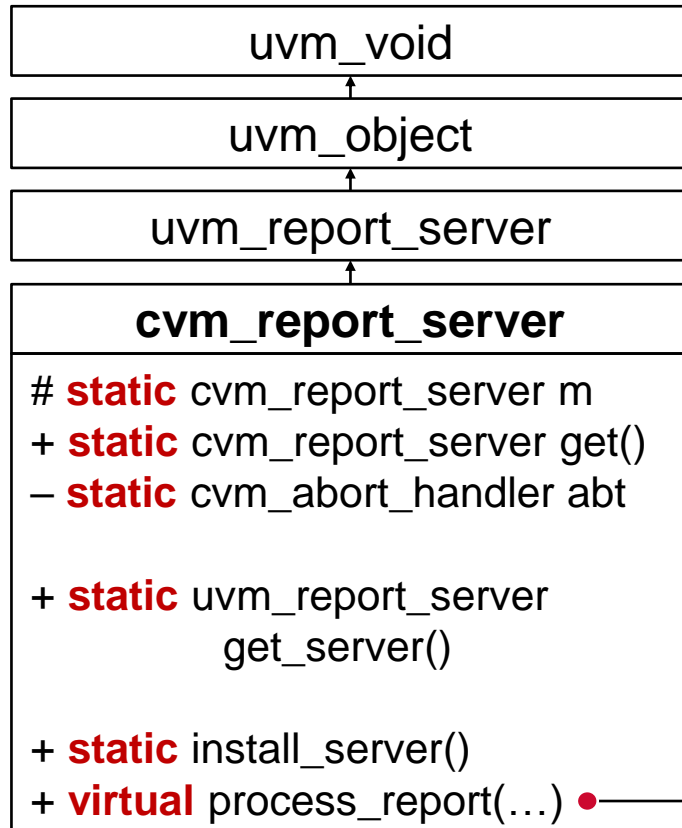 uvm_void
uvm_object
uvm_report_server
cvm_report_server
# static cvm_report_server m
+ static cvm_report_server get()
– static cvm_abort_handler abt
+ static uvm_report_server
get_server()
+ static install_server()
+ virtual process_report(…)